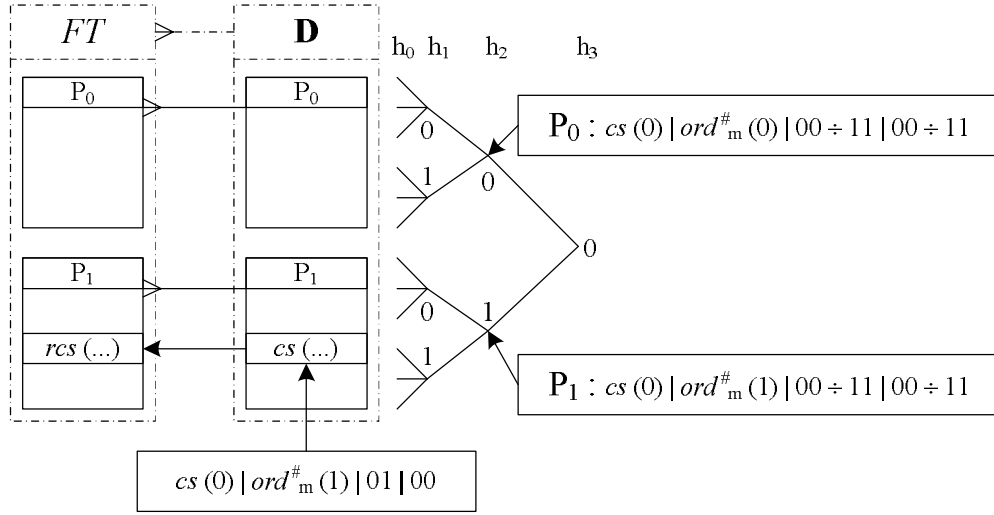 FT D
h₀ h₁ h₂ h₃
P₀ P₀
0
P₀ : cs (0) | ord#ₘ (0) | 00 ÷ 11 | 00 ÷ 11
1
0
0
P₁ P₁
0
1
rcs (...) cs (...)
1
P₁ : cs (0) | ord#ₘ (1) | 00 ÷ 11 | 00 ÷ 11
cs (0) | ord#ₘ (1) | 01 | 00